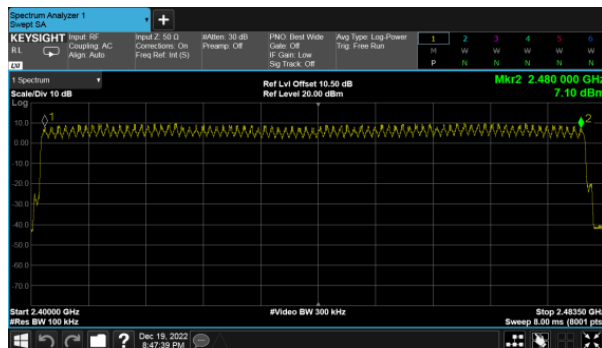 Spectrum Analyzer 1
Swept SA
KEYSIGHT Input: RF Input Z: 50 Ω #Atten: 30 dB PNO: Best Wide Avg Type: Log-Power 1 2 3 4 5 6
RL Coupling: AC Corrections: On Preamp: Off Gate: Off Trig: Free Run M W W W W W
Align: Auto Freq Ref: Int (S) IF Gain: Low
Sig Track: Off P N N N N N
LXI
1 Spectrum Ref Lvl Offset 10.50 dB Mkr2 2.480 000 GHz
Scale/Div 10 dB Ref Level 20.00 dBm 7.10 dBm
Log
1
2
10.0
0.00
-10.0
-20.0
-30.0
-40.0
-50.0
-60.0
-70.0
Start 2.40000 GHz #Video BW 300 kHz Stop 2.48350 GHz
#Res BW 100 kHz Sweep 8.00 ms (8001 pts)
? Dec 19, 2022
8:47:39 PM